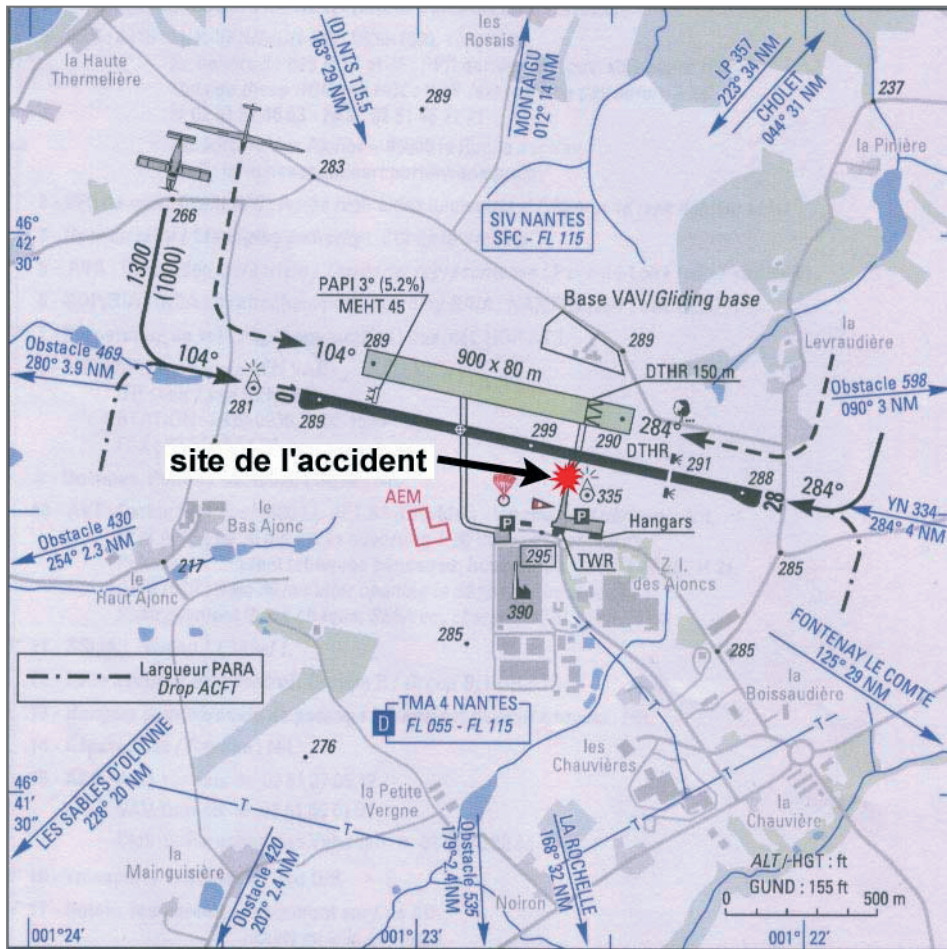 les
Rosais
la Haute
Thermelière
(D) NTS 115.5
163° 29 NM
289
MONTAIGU
012° 14 NM
LP 357
223° 34 NM
CHOLET
044° 31 NM
237
la Pinière
283
266
46°
42'
30"
1300
(1000)
SIV NANTES
SFC - FL 115
PAPI 3° (5.2%)
MEHT 45
Base VAV/Gliding base
la
Levraudière
Obstacle 469
280° 3.9 NM
104°
104°
289
900 x 80 m
289
DTHR 150 m
Obstacle 598
090° 3 NM
281
10
289
299
290
284°
DTHR
291
288
28
284°
site de l'accident
335
YN 334
284° 4 NM
AEM
P
P
Hangars
Obstacle 430
254° 2.3 NM
Bas Ajonc
217
le
Haut Ajonc
295
TWR
Z. I.
des Ajoncs
285
390
285
285
FONTENAY LE COMTE
125° 29 NM
la
Boissaudière
Largueur PARA
Drop ACFT
D
TMA 4 NANTES
FL 055 - FL 115
276
les
Chauvières
T
T
46°
41'
30"
LES SABLES D'OLONNE
228° 20 NM
T
T
T
la Petite
Vergne
la
Chauvière
la
Mainguisière
Obstacle 420
207° 2.4 NM
Obstacle 535
179° 2.4 NM
LA ROCHELLE
168° 32 NM
Noiron
ALT/HGT : ft
GUND : 155 ft
0
500 m
001° 24'
001° 23'
001° 22'